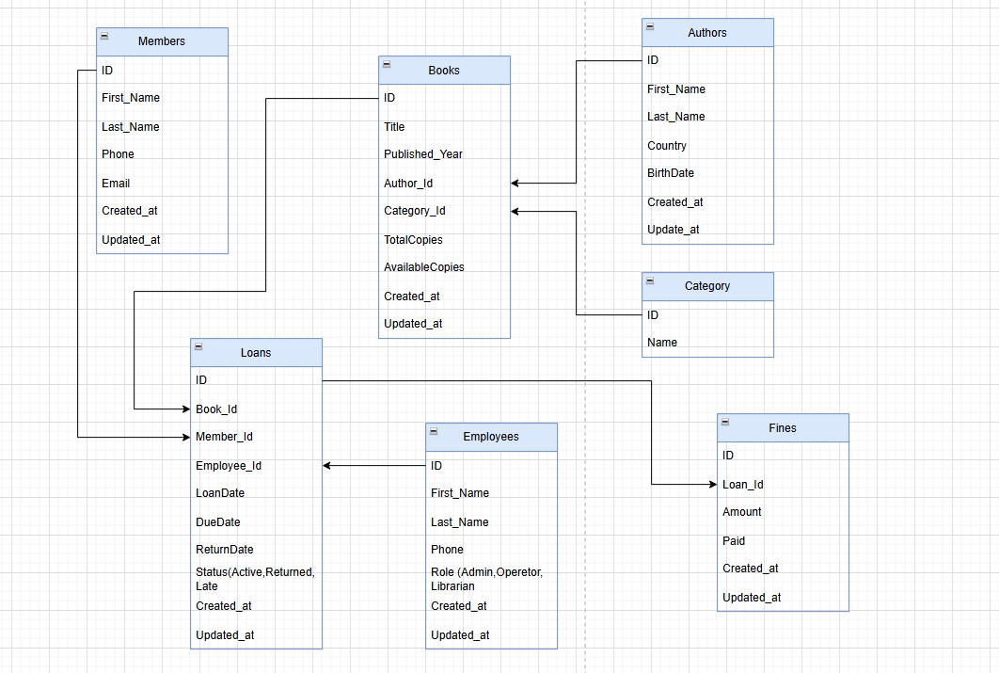 Members
ID
First_Name
Last_Name
Phone
Email
Created_at
Updated_at
Books
ID
Title
Published_Year
Author_Id
Category_Id
TotalCopies
AvailableCopies
Created_at
Updated_at
Authors
ID
First_Name
Last_Name
Country
BirthDate
Created_at
Update_at
Category
ID
Name
Loans
ID
Book_Id
Member_Id
Employee_Id
LoanDate
DueDate
ReturnDate
Status(Active,Returned,
Late
Created_at
Updated_at
Employees
ID
First_Name
Last_Name
Phone
Role (Admin,Operetor,
Librarian
Created_at
Updated_at
Fines
ID
Loan_Id
Amount
Paid
Created_at
Updated_at